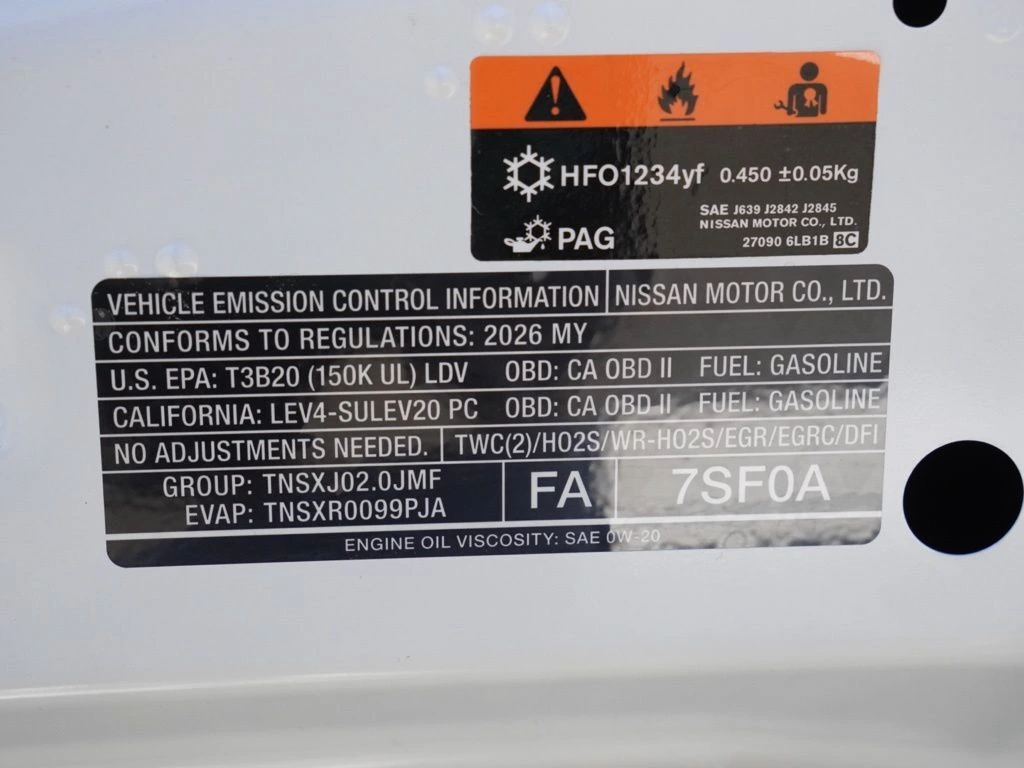 HFO1234yf 0.450 ±0.05Kg
SAE J639 J2842 J2845
NISSAN MOTOR CO., LTD.
PAG
27090 6LB1B 8C
VEHICLE EMISSION CONTROL INFORMATION NISSAN MOTOR CO., LTD.
CONFORMS TO REGULATIONS: 2026 MY
U.S. EPA: T3B20 (150K UL) LDV OBD: CA OBD II FUEL: GASOLINE
CALIFORNIA: LEV4-SULEV20 PC OBD: CA OBD II FUEL: GASOLINE
NO ADJUSTMENTS NEEDED. TWC(2)/HO2S/WR-HO2S/EGR/EGRC/DFI
GROUP: TNSXJ02.0JMF
EVAP: TNSXR0099PJA
FA 7SF0A
ENGINE OIL VISCOSITY: SAE 0W-20